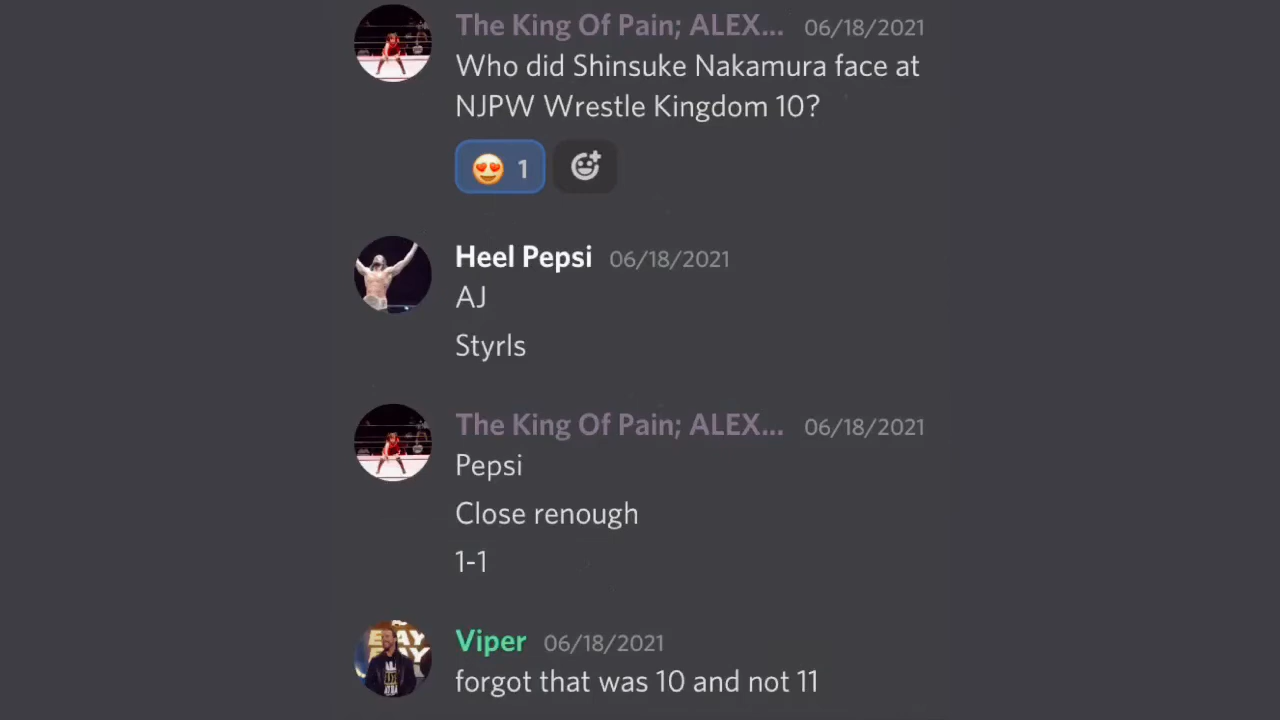 The King Of Pain; ALEX... 06/18/2021
Who did Shinsuke Nakamura face at
NJPW Wrestle Kingdom 10?
1
Heel Pepsi 06/18/2021
AJ
Styrls
The King Of Pain; ALEX... 06/18/2021
Pepsi
Close renough
1-1
Viper 06/18/2021
forgot that was 10 and not 11